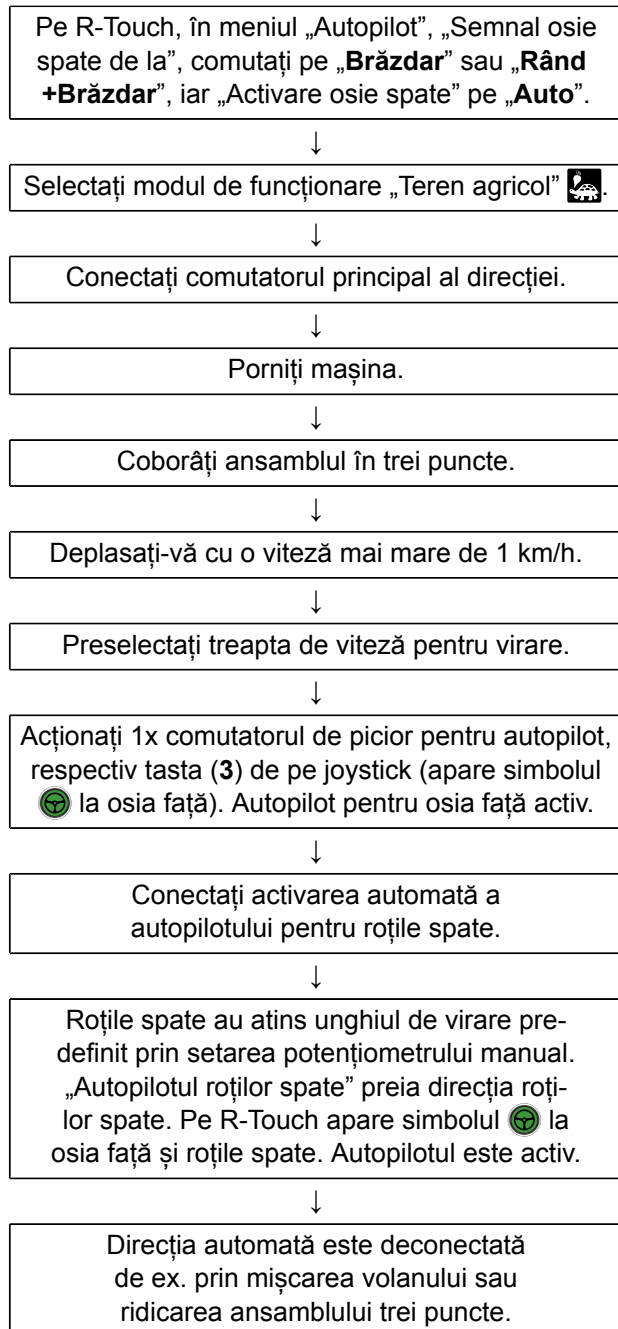 Pe R-Touch, în meniul „Autopilot”, „Semnal osie
spate de la”, comutați pe „Brăzdar” sau „Rând
+Brăzdar”, iar „Activare osie spate” pe „Auto”.
↓
Selectați modul de funcționare „Teren agricol” .
↓
Conectați comutatorul principal al direcției.
↓
Porniți mașina.
↓
Coborâți ansamblul în trei puncte.
↓
Deplasați-vă cu o viteză mai mare de 1 km/h.
↓
Preselectați treapta de viteză pentru virare.
↓
Acționați 1x comutatorul de picior pentru autopilot,
respectiv tasta (3) de pe joystick (apare simbolul
la osia față). Autopilot pentru osia față activ.
↓
Conectați activarea automată a
autopilotului pentru roțile spate.
↓
Roțile spate au atins unghiul de virare pre-
definit prin setarea potențiometrului manual.
„Autopilotul roților spate” preia direcția roți-
lor spate. Pe R-Touch apare simbolul la
osia față și roțile spate. Autopilotul este activ.
↓
Direcția automată este deconectată
de ex. prin mișcarea volanului sau
ridicarea ansamblului trei puncte.